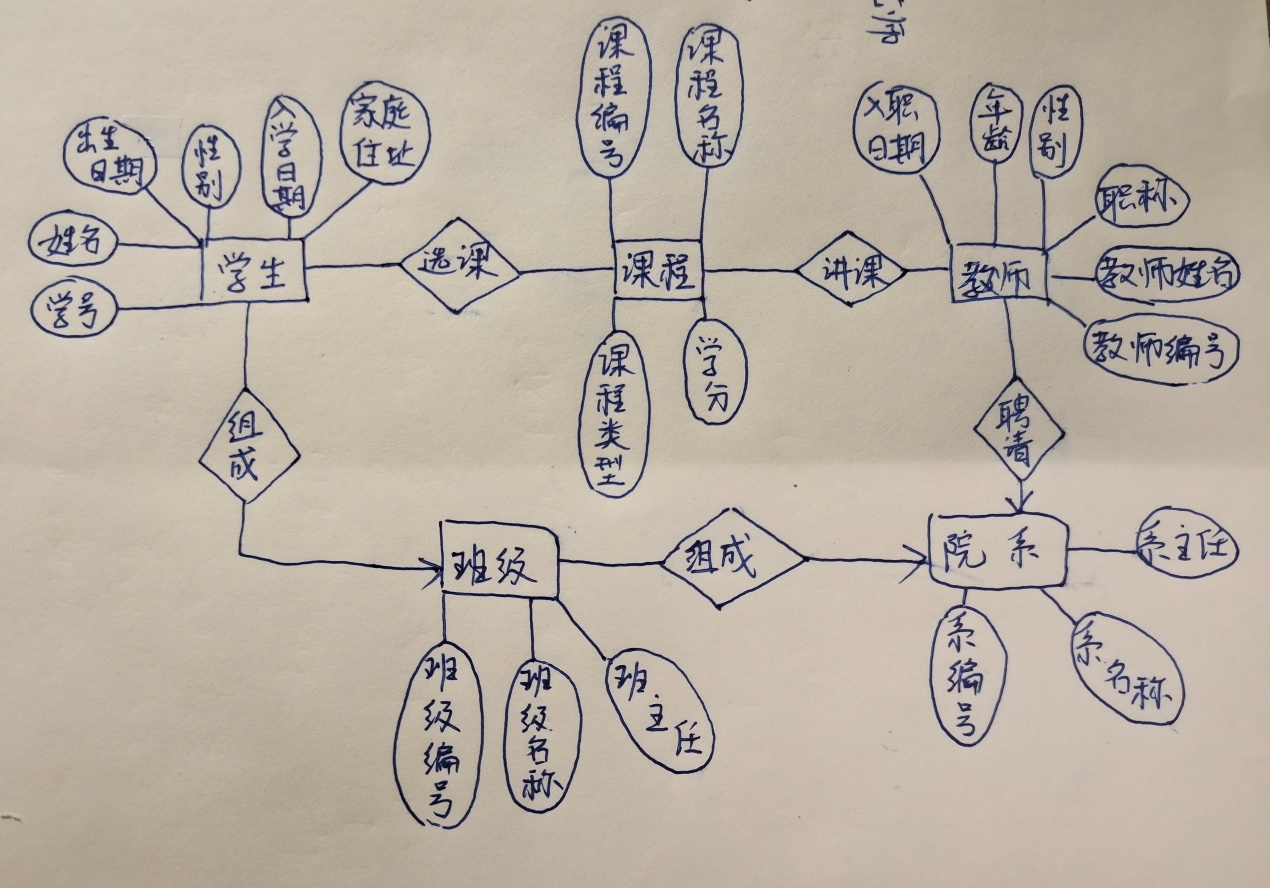 课程编号
课程名称
出生
日期
性别
入学日期
家庭
住址
入职
日期
年龄
性别
职称
姓名
学号
学生
选课
课程
讲课
教师
教师姓名
教师编号
课程类型
学分
组成
聘请
班级
组成
院系
系主任
班级编号
班级名称
班主任
系编号
系名称